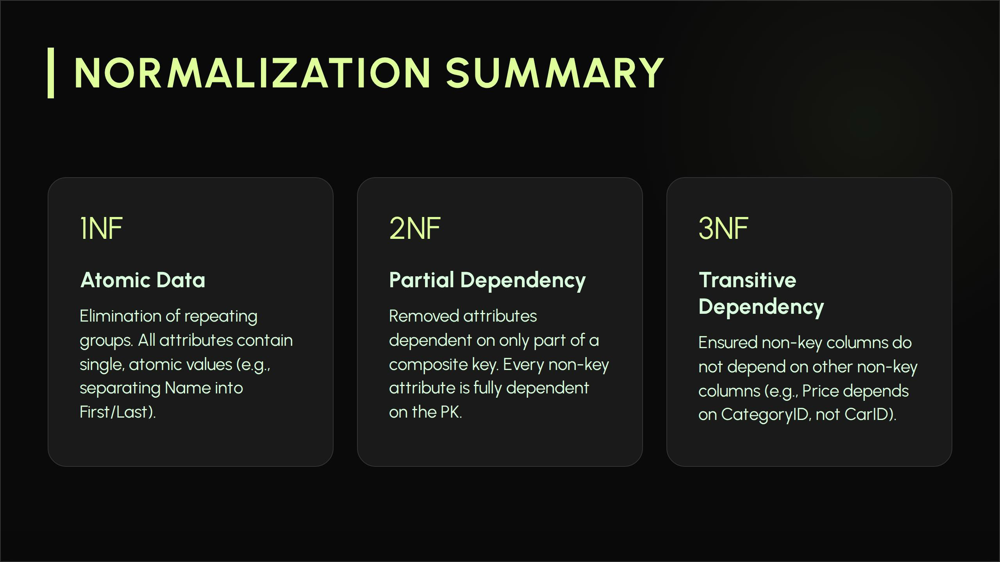 NORMALIZATION SUMMARY
1NF
Atomic Data
Elimination of repeating
groups. All attributes contain
single, atomic values (e.g.,
separating Name into
First/Last).
2NF
Partial Dependency
Removed attributes
dependent on only part of a
composite key. Every non-key
attribute is fully dependent
on the PK.
3NF
Transitive
Dependency
Ensured non-key columns do
not depend on other non-key
columns (e.g., Price depends
on CategoryID, not CarID).